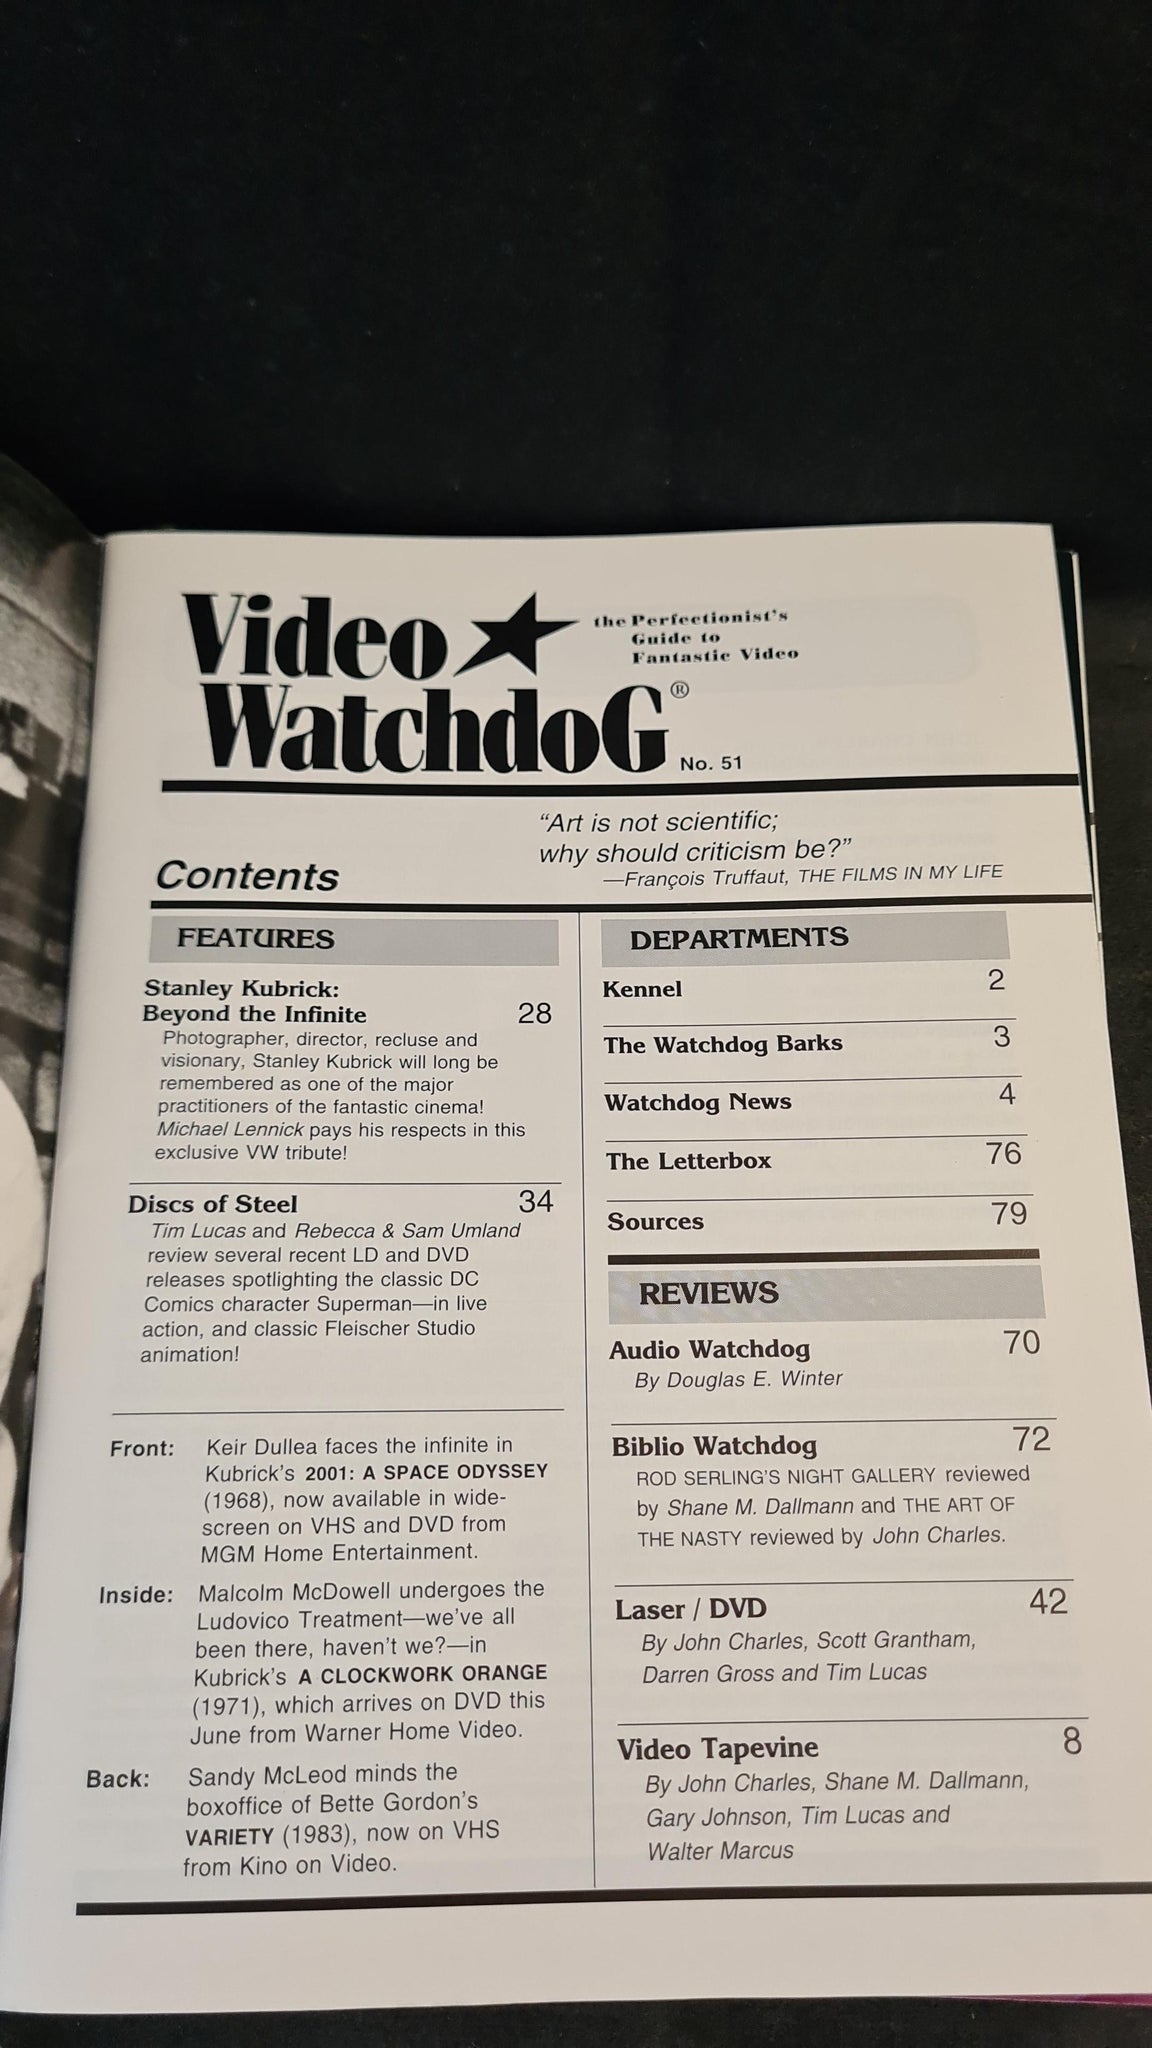 Video★ the Perfectionist's
Guide to
Fantastic Video
WatchdoG® No. 51
"Art is not scientific;
why should criticism be?"
—François Truffaut, THE FILMS IN MY LIFE
Contents
FEATURES
Stanley Kubrick:
Beyond the Infinite 28
Photographer, director, recluse and
visionary, Stanley Kubrick will long be
remembered as one of the major
practitioners of the fantastic cinema!
Michael Lennick pays his respects in this
exclusive VW tribute!
Discs of Steel 34
Tim Lucas and Rebecca & Sam Umland
review several recent LD and DVD
releases spotlighting the classic DC
Comics character Superman—in live
action, and classic Fleischer Studio
animation!
Front: Keir Dullea faces the infinite in
Kubrick's 2001: A SPACE ODYSSEY
(1968), now available in wide-
screen on VHS and DVD from
MGM Home Entertainment.
Inside: Malcolm McDowell undergoes the
Ludovico Treatment—we've all
been there, haven't we?—in
Kubrick's A CLOCKWORK ORANGE
(1971), which arrives on DVD this
June from Warner Home Video.
Back: Sandy McLeod minds the
boxoffice of Bette Gordon's
VARIETY (1983), now on VHS
from Kino on Video.
DEPARTMENTS
Kennel 2
The Watchdog Barks 3
Watchdog News 4
The Letterbox 76
Sources 79
REVIEWS
Audio Watchdog 70
By Douglas E. Winter
Biblio Watchdog 72
ROD SERLING'S NIGHT GALLERY reviewed
by Shane M. Dallmann and THE ART OF
THE NASTY reviewed by John Charles.
Laser / DVD 42
By John Charles, Scott Grantham,
Darren Gross and Tim Lucas
Video Tapevine 8
By John Charles, Shane M. Dallmann,
Gary Johnson, Tim Lucas and
Walter Marcus